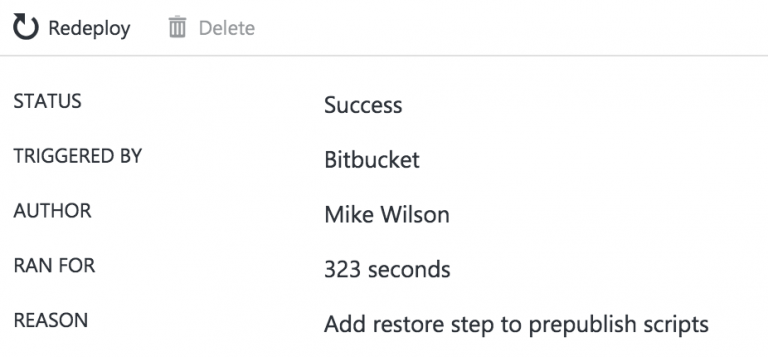 Redeploy Delete
STATUS Success
TRIGGERED BY Bitbucket
AUTHOR Mike Wilson
RAN FOR 323 seconds
REASON Add restore step to prepublish scripts